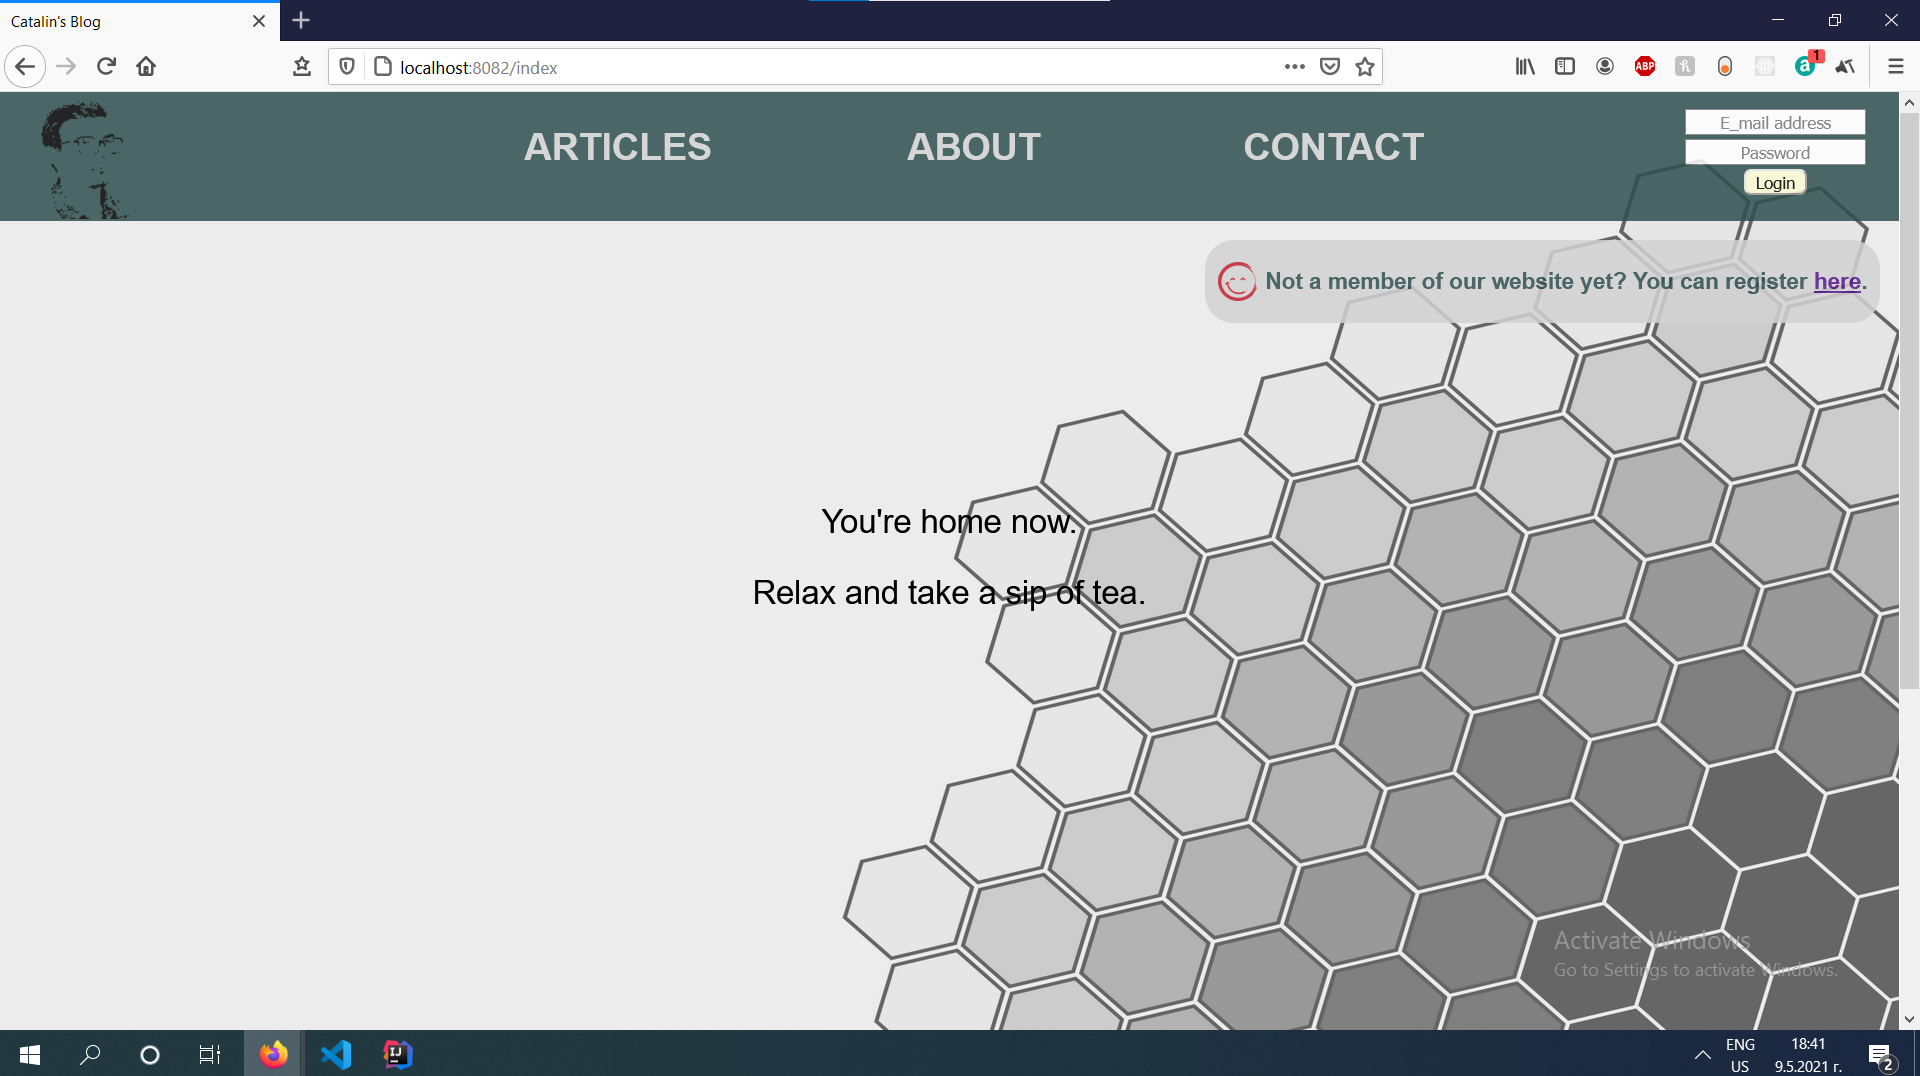 Catalin's Blog
localhost:8082/index
ABP
a
1
ARTICLES
ABOUT
CONTACT
E_mail address
Password
Login
Not a member of our website yet? You can register here.
You're home now.
Relax and take a sip of tea.
Activate Windows
Go to Settings to activate Windows.
IJ
ENG
US
18:41
9.5.2021 г.
2